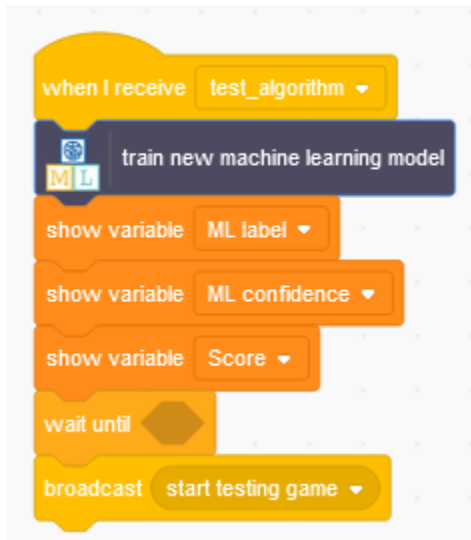 when I receive test_algorithm
ML train new machine learning model
show variable ML label
show variable ML confidence
show variable Score
wait until
broadcast start testing game